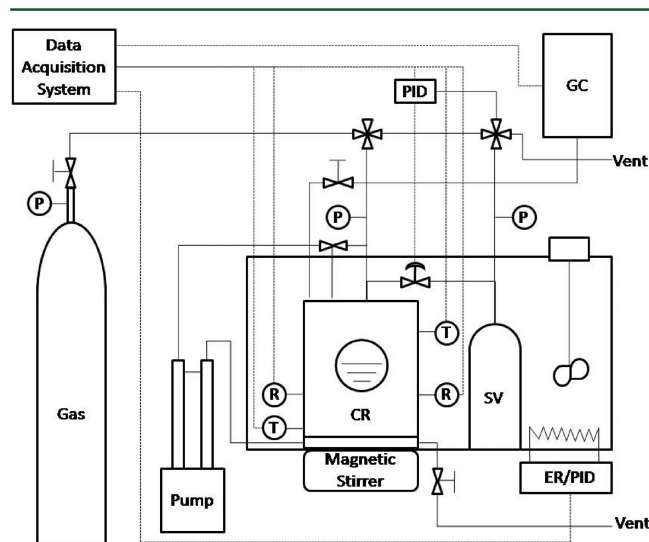 Data
Acquisition
System
PID
GC
Vent
P
P
P
T
R
R
T
CR
SV
Gas
Pump
Magnetic
Stirrer
ER/PID
Vent